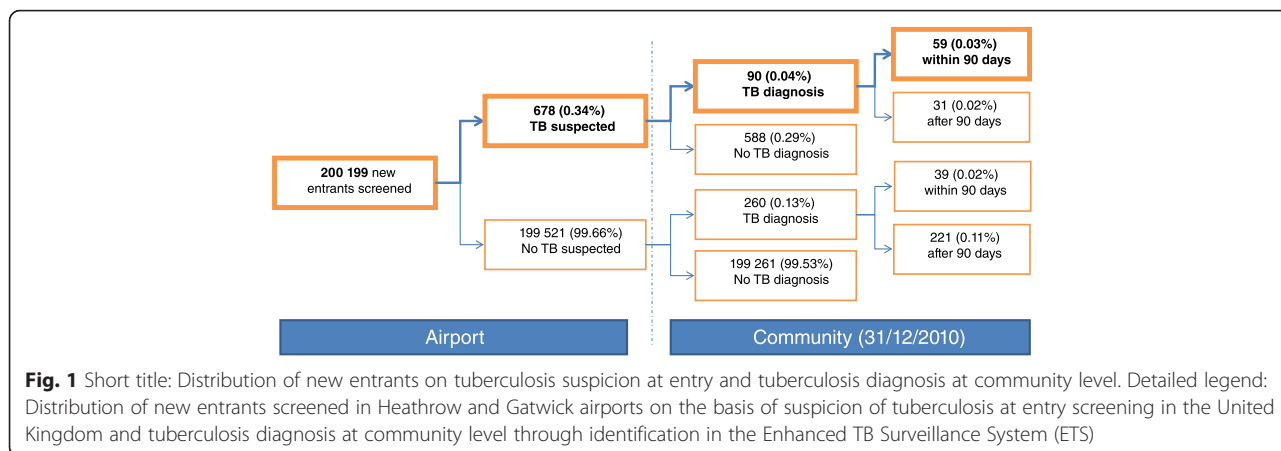 200 199 new
entrants screened
678 (0.34%)
TB suspected
199 521 (99.66%)
No TB suspected
90 (0.04%)
TB diagnosis
588 (0.29%)
No TB diagnosis
260 (0.13%)
TB diagnosis
199 261 (99.53%)
No TB diagnosis
59 (0.03%)
within 90 days
31 (0.02%)
after 90 days
39 (0.02%)
within 90 days
221 (0.11%)
after 90 days
Airport
Community (31/12/2010)
Fig. 1 Short title: Distribution of new entrants on tuberculosis suspicion at entry and tuberculosis diagnosis at community level. Detailed legend:
Distribution of new entrants screened in Heathrow and Gatwick airports on the basis of suspicion of tuberculosis at entry screening in the United
Kingdom and tuberculosis diagnosis at community level through identification in the Enhanced TB Surveillance System (ETS)